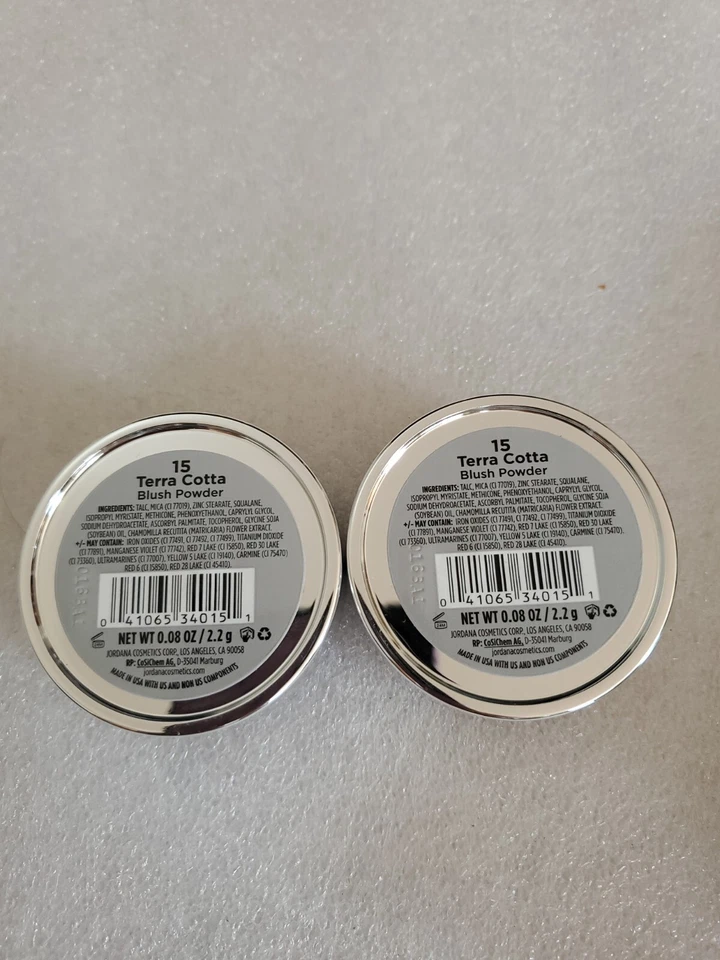 15
Terra Cotta
Blush Powder
INGREDIENTS: TALC, MICA (CI 77019), ZINC STEARATE, SQUALANE,
ISOPROPYL MYRISTATE, METHICONE, PHENOXYETHANOL, CAPRYLYL GLYCOL,
SODIUM DEHYDROACETATE, ASCORBYL PALMITATE, TOCOPHEROL, GLYCINE SOJA
(SOYBEAN) OIL, CHAMOMILLA RECUTITA (MATRICARIA) FLOWER EXTRACT.
+/- MAY CONTAIN: IRON OXIDES (CI 77491, CI 77492, CI 77499), TITANIUM DIOXIDE
(CI 77891), MANGANESE VIOLET (CI 77742), RED 7 LAKE (CI 15850), RED 30 LAKE
(CI 73360), ULTRAMARINES (CI 77007), YELLOW 5 LAKE (CI 19140), CARMINE (CI 75470)
RED 6 (CI 15850), RED 28 LAKE (CI 45410).
0 41065 34015 1
24M
NET WT 0.08 OZ / 2.2 g
JORDANA COSMETICS CORP, LOS ANGELES, CA 90058
RP: CoSiChem AG, D-35041 Marburg
jordanacosmetics.com
MADE IN USA WITH US AND NON US COMPONENTS
15
Terra Cotta
Blush Powder
INGREDIENTS: TALC, MICA (CI 77019), ZINC STEARATE, SQUALANE,
ISOPROPYL MYRISTATE, METHICONE, PHENOXYETHANOL, CAPRYLYL GLYCOL,
SODIUM DEHYDROACETATE, ASCORBYL PALMITATE, TOCOPHEROL, GLYCINE SOJA
(SOYBEAN) OIL, CHAMOMILLA RECUTITA (MATRICARIA) FLOWER EXTRACT.
+/- MAY CONTAIN: IRON OXIDES (CI 77491, CI 77492, CI 77499), TITANIUM DIOXIDE
(CI 77891), MANGANESE VIOLET (CI 77742), RED 7 LAKE (CI 15850), RED 30 LAKE
(CI 73360), ULTRAMARINES (CI 77007), YELLOW 5 LAKE (CI 19140), CARMINE (CI 75470)
RED 6 (CI 15850), RED 28 LAKE (CI 45410).
0 41065 34015 1
24M
NET WT 0.08 OZ / 2.2 g
JORDANA COSMETICS CORP, LOS ANGELES, CA 90058
RP: CoSiChem AG, D-35041 Marburg
jordanacosmetics.com
MADE IN USA WITH US AND NON US COMPONENTS